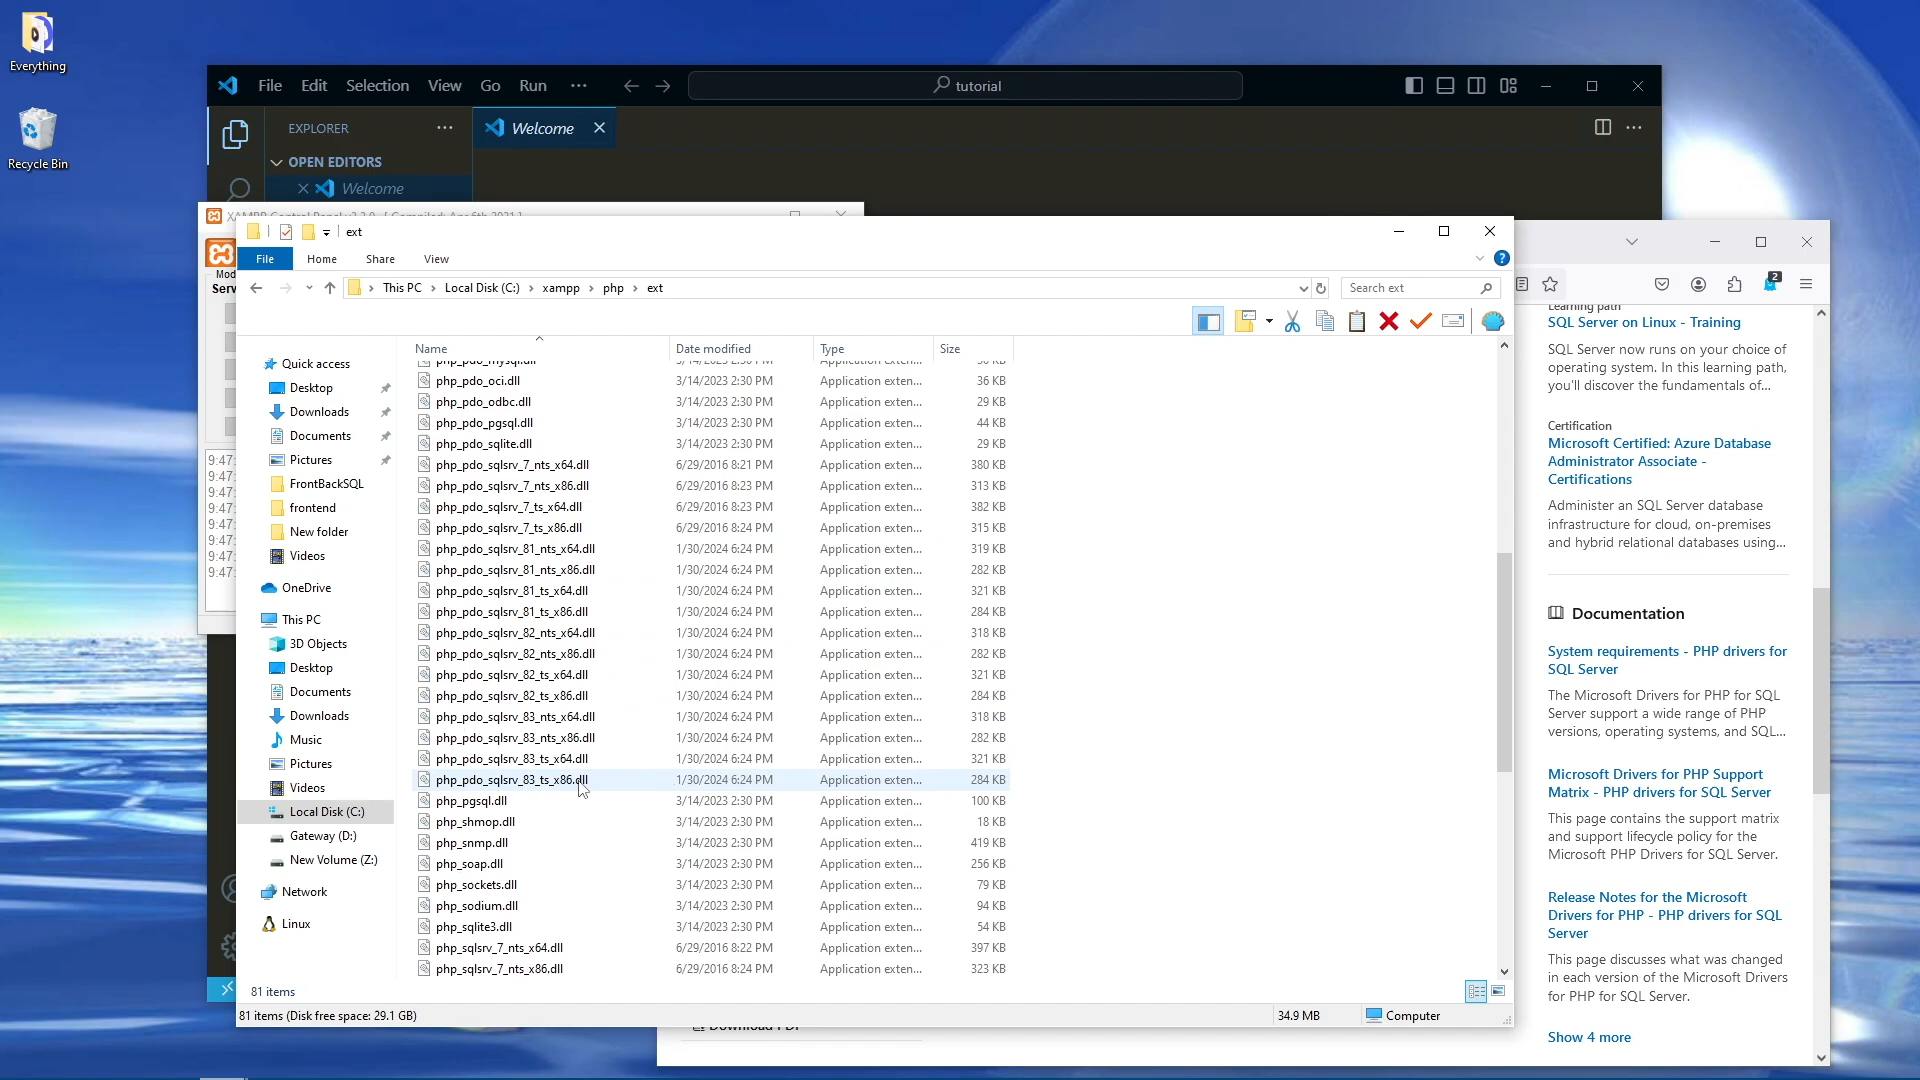 Everything
Recycle Bin
File Edit Selection View Go Run ··· tutorial
EXPLORER ···
Welcome
OPEN EDITORS
Welcome
XAMPP Control Panel v3.3.0 [ Compiled: Apr 6th 2021 ]
ext
File Home Share View
This PC › Local Disk (C:) › xampp › php › ext
Search ext
Name Date modified Type Size
Quick access
Desktop
Downloads
Documents
Pictures
FrontBackSQL
frontend
New folder
Videos
OneDrive
This PC
3D Objects
Desktop
Documents
Downloads
Music
Pictures
Videos
Local Disk (C:)
Gateway (D:)
New Volume (Z:)
Network
Linux
php_pdo_mysql.dll 3/14/2023 2:30 PM Application exten... 36 KB
php_pdo_oci.dll 3/14/2023 2:30 PM Application exten... 36 KB
php_pdo_odbc.dll 3/14/2023 2:30 PM Application exten... 29 KB
php_pdo_pgsql.dll 3/14/2023 2:30 PM Application exten... 44 KB
php_pdo_sqlite.dll 3/14/2023 2:30 PM Application exten... 29 KB
php_pdo_sqlsrv_7_nts_x64.dll 6/29/2016 8:21 PM Application exten... 380 KB
php_pdo_sqlsrv_7_nts_x86.dll 6/29/2016 8:23 PM Application exten... 313 KB
php_pdo_sqlsrv_7_ts_x64.dll 6/29/2016 8:23 PM Application exten... 382 KB
php_pdo_sqlsrv_7_ts_x86.dll 6/29/2016 8:24 PM Application exten... 315 KB
php_pdo_sqlsrv_81_nts_x64.dll 1/30/2024 6:24 PM Application exten... 319 KB
php_pdo_sqlsrv_81_nts_x86.dll 1/30/2024 6:24 PM Application exten... 282 KB
php_pdo_sqlsrv_81_ts_x64.dll 1/30/2024 6:24 PM Application exten... 321 KB
php_pdo_sqlsrv_81_ts_x86.dll 1/30/2024 6:24 PM Application exten... 284 KB
php_pdo_sqlsrv_82_nts_x64.dll 1/30/2024 6:24 PM Application exten... 318 KB
php_pdo_sqlsrv_82_nts_x86.dll 1/30/2024 6:24 PM Application exten... 282 KB
php_pdo_sqlsrv_82_ts_x64.dll 1/30/2024 6:24 PM Application exten... 321 KB
php_pdo_sqlsrv_82_ts_x86.dll 1/30/2024 6:24 PM Application exten... 284 KB
php_pdo_sqlsrv_83_nts_x64.dll 1/30/2024 6:24 PM Application exten... 318 KB
php_pdo_sqlsrv_83_nts_x86.dll 1/30/2024 6:24 PM Application exten... 282 KB
php_pdo_sqlsrv_83_ts_x64.dll 1/30/2024 6:24 PM Application exten... 321 KB
php_pdo_sqlsrv_83_ts_x86.dll 1/30/2024 6:24 PM Application exten... 284 KB
php_pgsql.dll 3/14/2023 2:30 PM Application exten... 100 KB
php_shmop.dll 3/14/2023 2:30 PM Application exten... 18 KB
php_snmp.dll 3/14/2023 2:30 PM Application exten... 419 KB
php_soap.dll 3/14/2023 2:30 PM Application exten... 256 KB
php_sockets.dll 3/14/2023 2:30 PM Application exten... 79 KB
php_sodium.dll 3/14/2023 2:30 PM Application exten... 94 KB
php_sqlite3.dll 3/14/2023 2:30 PM Application exten... 54 KB
php_sqlsrv_7_nts_x64.dll 6/29/2016 8:22 PM Application exten... 397 KB
php_sqlsrv_7_nts_x86.dll 6/29/2016 8:24 PM Application exten... 323 KB
81 items
81 items (Disk free space: 29.1 GB) 34.9 MB Computer
Mod
Serv
9:47:
9:47:
9:47:
9:47:
9:47:
9:47:
9:47:
9:47:
2
Learning path
SQL Server on Linux - Training
SQL Server now runs on your choice of
operating system. In this learning path,
you'll discover the fundamentals of...
Certification
Microsoft Certified: Azure Database
Administrator Associate -
Certifications
Administer an SQL Server database
infrastructure for cloud, on-premises
and hybrid relational databases using...
Documentation
System requirements - PHP drivers for
SQL Server
The Microsoft Drivers for PHP for SQL
Server support a wide range of PHP
versions, operating systems, and SQL...
Microsoft Drivers for PHP Support
Matrix - PHP drivers for SQL Server
This page contains the support matrix
and support lifecycle policy for the
Microsoft PHP Drivers for SQL Server.
Release Notes for the Microsoft
Drivers for PHP - PHP drivers for SQL
Server
This page discusses what was changed
in each version of the Microsoft Drivers
for PHP for SQL Server.
Show 4 more
Download PDF